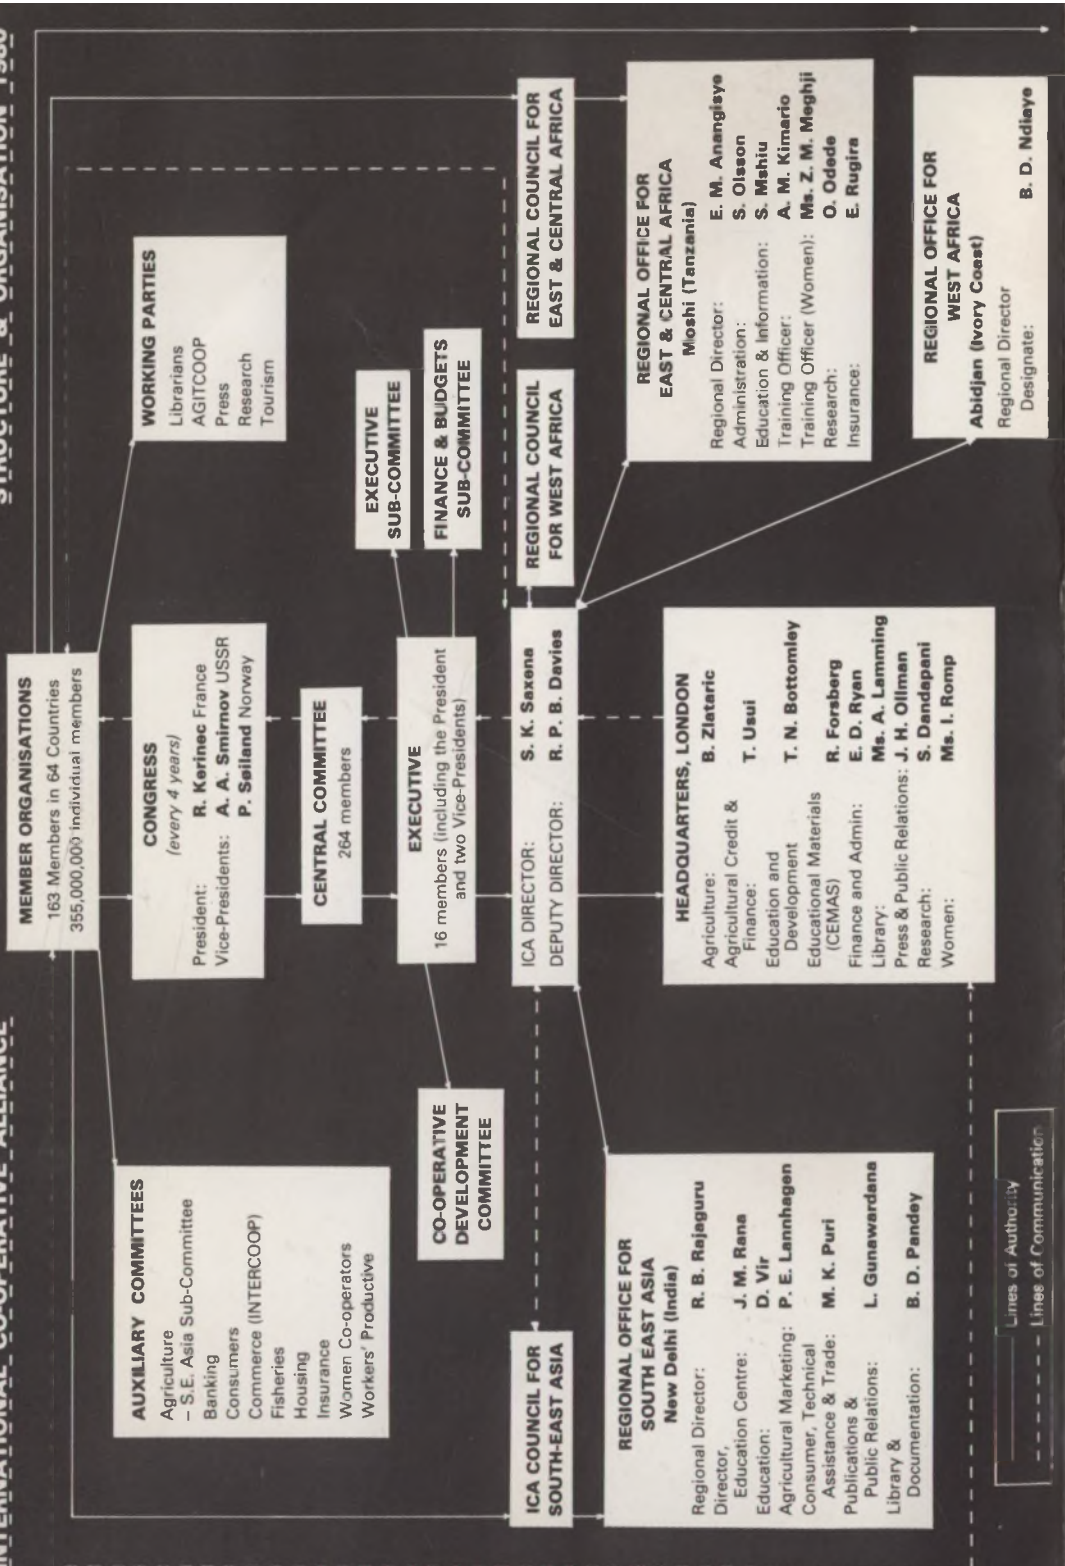 INTERNATIONAL CO-OPERATIVE ALLIANCE
STRUCTURE & ORGANISATION 1980
MEMBER ORGANISATIONS
163 Members in 64 Countries
355,000,000 individual members
AUXILIARY COMMITTEES
Agriculture
– S.E. Asia Sub-Committee
Banking
Consumers
Commerce (INTERCOOP)
Fisheries
Housing
Insurance
Women Co-operators
Workers' Productive
CONGRESS
(every 4 years)
President: R. Kerinec France
Vice-Presidents: A. A. Smirnov USSR
P. Søiland Norway
WORKING PARTIES
Librarians
AGITCOOP
Press
Research
Tourism
CENTRAL COMMITTEE
264 members
EXECUTIVE
16 members (including the President
and two Vice-Presidents)
EXECUTIVE
SUB-COMMITTEE
FINANCE & BUDGETS
SUB-COMMITTEE
CO-OPERATIVE
DEVELOPMENT
COMMITTEE
ICA COUNCIL FOR
SOUTH-EAST ASIA
ICA DIRECTOR: S. K. Saxena
DEPUTY DIRECTOR: R. P. B. Davies
REGIONAL COUNCIL
FOR WEST AFRICA
REGIONAL COUNCIL FOR
EAST & CENTRAL AFRICA
REGIONAL OFFICE FOR
SOUTH EAST ASIA
New Delhi (India)
Regional Director: R. B. Rajaguru
Director,
Education Centre: J. M. Rana
Education: D. Vir
Agricultural Marketing: P. E. Lannhagen
Consumer, Technical
Assistance & Trade: M. K. Puri
Publications &
Public Relations: L. Gunawardana
Library &
Documentation: B. D. Pandey
HEADQUARTERS, LONDON
Agriculture: B. Zlataric
Agricultural Credit &
Finance: T. Usui
Education and
Development T. N. Bottomley
Educational Materials
(CEMAS) R. Forsberg
Finance and Admin: E. D. Ryan
Library: Ms. A. Lamming
Press & Public Relations: J. H. Ollman
Research: S. Dandapani
Women: Ms. I. Romp
REGIONAL OFFICE FOR
EAST & CENTRAL AFRICA
Moshi (Tanzania)
Regional Director: E. M. Anangisye
Administration: S. Olsson
Education & Information: S. Mshiu
Training Officer: A. M. Kimario
Training Officer (Women): Ms. Z. M. Meghji
Research: O. Odede
Insurance: E. Rugira
REGIONAL OFFICE FOR
WEST AFRICA
Abidjan (Ivory Coast)
Regional Director
Designate: B. D. Ndiaye
Lines of Authority
Lines of Communication